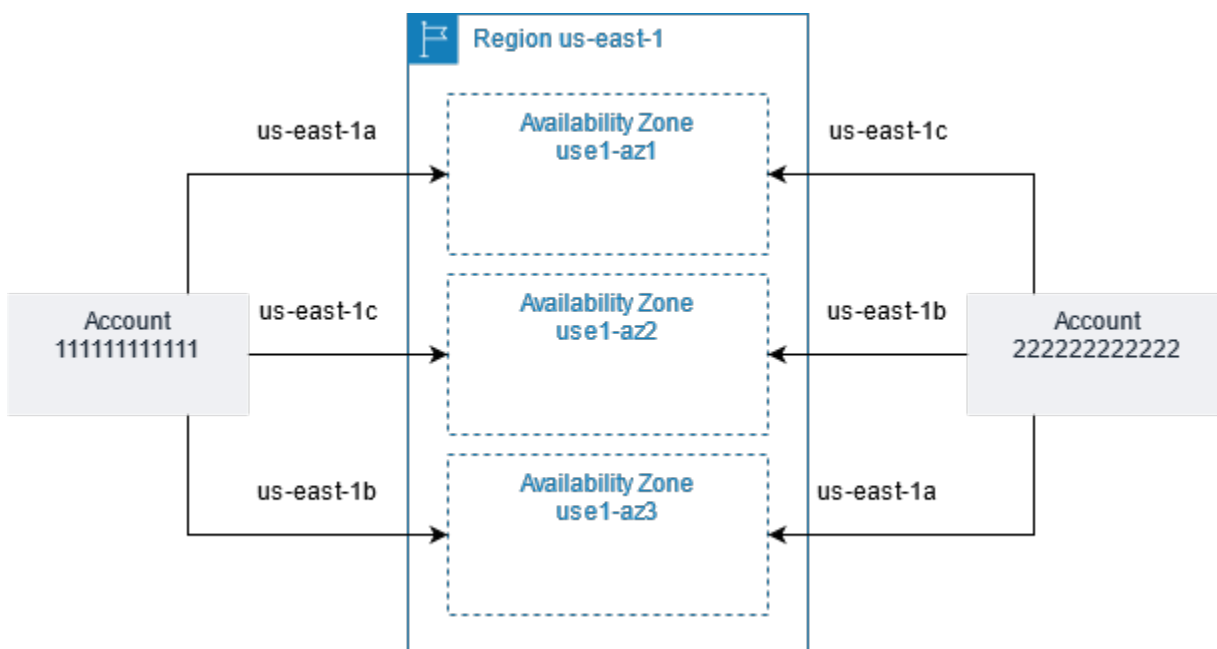 Region us-east-1
us-east-1a
Availability Zone
use1-az1
us-east-1c
Account
111111111111
us-east-1c
Availability Zone
use1-az2
us-east-1b
Account
222222222222
us-east-1b
Availability Zone
use1-az3
us-east-1a